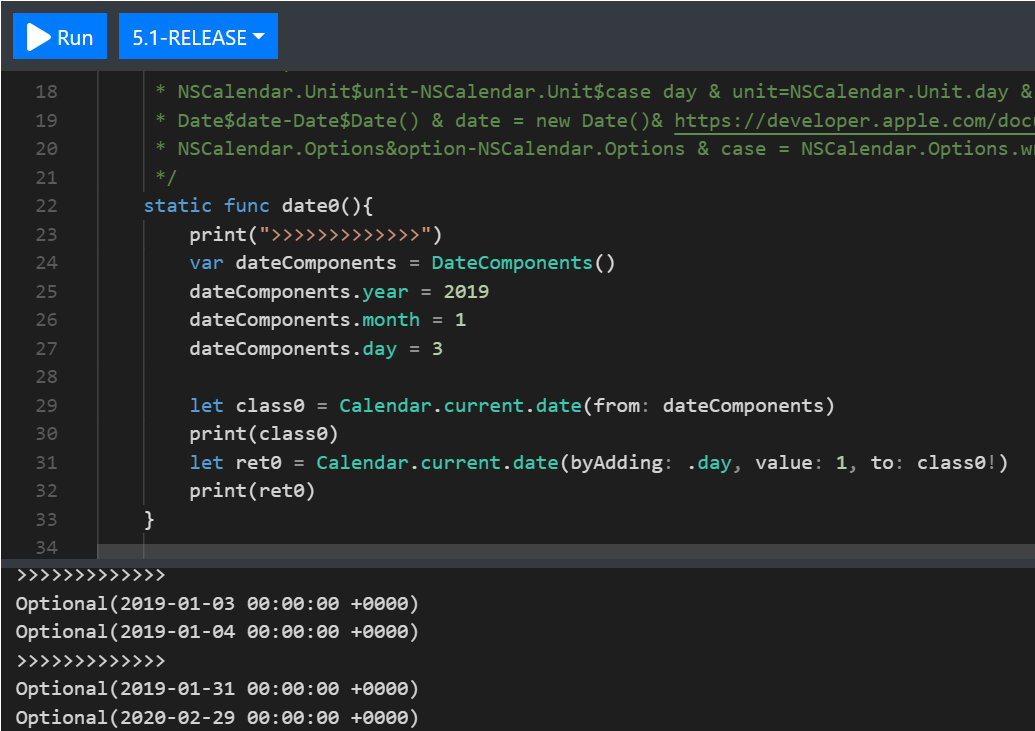 Run 5.1-RELEASE
18 * NSCalendar.Unit$unit-NSCalendar.Unit$case day & unit=NSCalendar.Unit.day &
19 * Date$date-Date$Date() & date = new Date()& https://developer.apple.com/doc
20 * NSCalendar.Options&option-NSCalendar.Options & case = NSCalendar.Options.w
21 */
22 static func date0(){
23 print(">>>>>>>>>>>>>")
24 var dateComponents = DateComponents()
25 dateComponents.year = 2019
26 dateComponents.month = 1
27 dateComponents.day = 3
28
29 let class0 = Calendar.current.date(from: dateComponents)
30 print(class0)
31 let ret0 = Calendar.current.date(byAdding: .day, value: 1, to: class0!)
32 print(ret0)
33 }
34
>>>>>>>>>>>>>
Optional(2019-01-03 00:00:00 +0000)
Optional(2019-01-04 00:00:00 +0000)
>>>>>>>>>>>>>
Optional(2019-01-31 00:00:00 +0000)
Optional(2020-02-29 00:00:00 +0000)